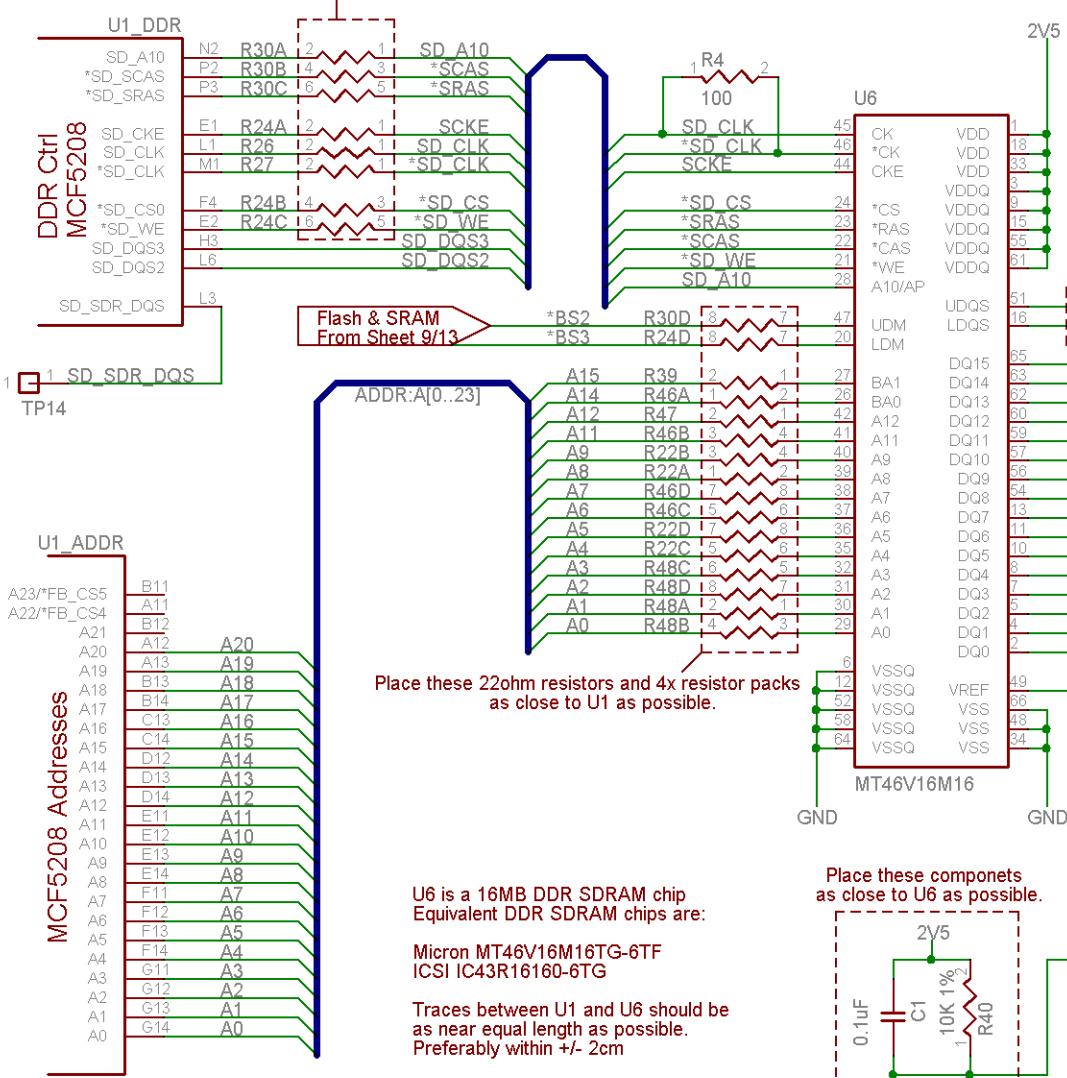 U1_DDR
DDR Ctrl
MCF5208
SD_A10 N2 R30A 2 1 SD_A10
*SD_SCAS P2 R30B 4 3 *SCAS
*SD_SRAS P3 R30C 6 5 *SRAS
SD_CKE E1 R24A 2 1 SCKE
SD_CLK L1 R26 2 1 SD_CLK
*SD_CLK M1 R27 2 1 *SD_CLK
*SD_CS0 F4 R24B 4 3 *SD_CS
*SD_WE E2 R24C 6 5 *SD_WE
SD_DQS3 H3 SD_DQS3
SD_DQS2 L6 SD_DQS2
SD_SDR_DQS L3
1 1 SD_SDR_DQS
TP14
R4
1 2
100
2V5
U6
SD_CLK 45 CK VDD 1
*SD_CLK 46 *CK VDD 18
SCKE 44 CKE VDD 33
VDDQ 3
*SD_CS 24 *CS VDDQ 9
*SRAS 23 *RAS VDDQ 15
*SCAS 22 *CAS VDDQ 55
*SD_WE 21 *WE VDDQ 61
SD_A10 28 A10/AP
UDQS 51
LDQS 16
Flash & SRAM
From Sheet 9/13
*BS2 R30D 8 7 47 UDM
*BS3 R24D 8 7 20 LDM
ADDR:A[0..23]
A15 R39 2 1 27 BA1
A14 R46A 1 2 26 BA0
A12 R47 2 1 42 A12
A11 R46B 3 4 41 A11
A9 R22B 3 4 40 A9
A8 R22A 1 2 39 A8
A7 R46D 7 8 38 A7
A6 R46C 5 6 37 A6
A5 R22D 7 8 36 A5
A4 R22C 5 6 35 A4
A3 R48C 6 5 32 A3
A2 R48D 8 7 31 A2
A1 R48A 2 1 30 A1
A0 R48B 4 3 29 A0
DQ15 65
DQ14 63
DQ13 62
DQ12 60
DQ11 59
DQ10 57
DQ9 56
DQ8 54
DQ7 13
DQ6 11
DQ5 10
DQ4 8
DQ3 7
DQ2 5
DQ1 4
DQ0 2
6 VSSQ
12 VSSQ VREF 49
52 VSSQ VSS 66
58 VSSQ VSS 48
64 VSSQ VSS 34
MT46V16M16
GND
GND
Place these 22ohm resistors and 4x resistor packs
as close to U1 as possible.
U1_ADDR
MCF5208 Addresses
A23/*FB_CS5 B11
A22/*FB_CS4 A11
A21 B12
A20 A12 A20
A19 A13 A19
A18 B13 A18
A17 B14 A17
A16 C13 A16
A15 C14 A15
A14 D12 A14
A13 D13 A13
A12 D14 A12
A11 E11 A11
A10 E12 A10
A9 E13 A9
A8 E14 A8
A7 F11 A7
A6 F12 A6
A5 F13 A5
A4 F14 A4
A3 G11 A3
A2 G12 A2
A1 G13 A1
A0 G14 A0
U6 is a 16MB DDR SDRAM chip
Equivalent DDR SDRAM chips are:
Micron MT46V16M16TG-6TF
ICSI IC43R16160-6TG
Traces between U1 and U6 should be
as near equal length as possible.
Preferably within +/- 2cm
Place these componets
as close to U6 as possible.
2V5
0.1uF
C1
10K 1%
2
1
R40